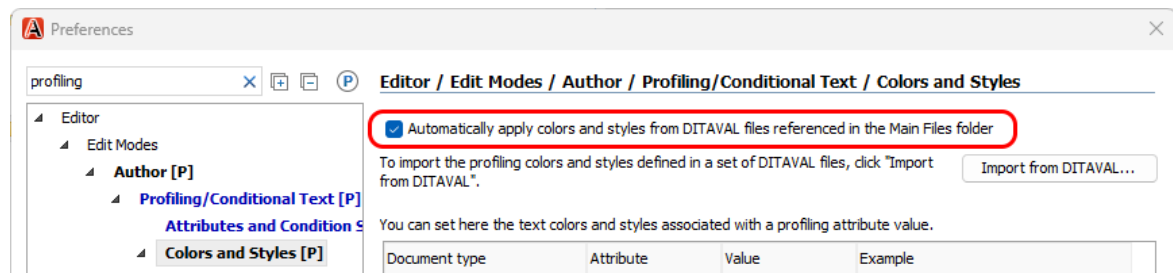 Preferences
profiling
P
Editor / Edit Modes / Author / Profiling/Conditional Text / Colors and Styles
Editor
Edit Modes
Author [P]
Profiling/Conditional Text [P]
Attributes and Condition S
Colors and Styles [P]
Automatically apply colors and styles from DITAVAL files referenced in the Main Files folder
To import the profiling colors and styles defined in a set of DITAVAL files, click "Import
from DITAVAL".
Import from DITAVAL...
You can set here the text colors and styles associated with a profiling attribute value.
Document type Attribute Value Example